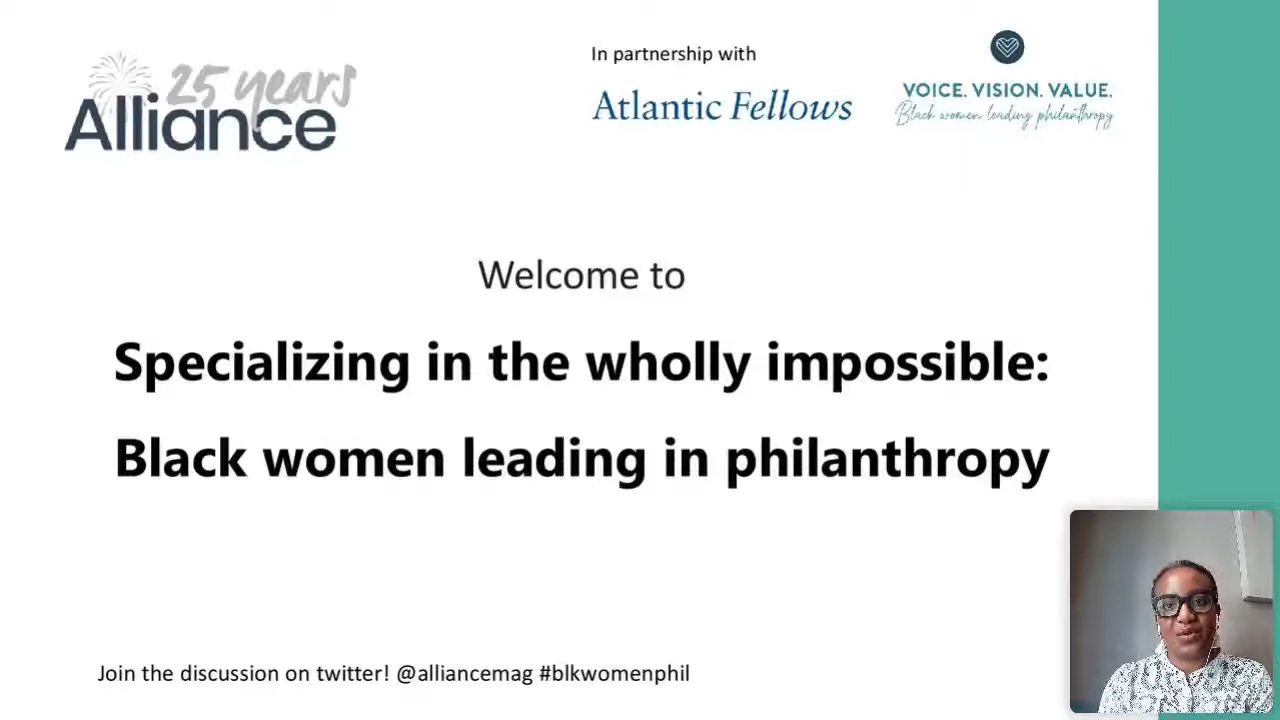 25 years
Alliance
In partnership with
Atlantic Fellows
VOICE. VISION. VALUE.
Black women leading philanthropy
Welcome to
Specializing in the wholly impossible:
Black women leading in philanthropy
Join the discussion on twitter! @alliancemag #blkwomenphil